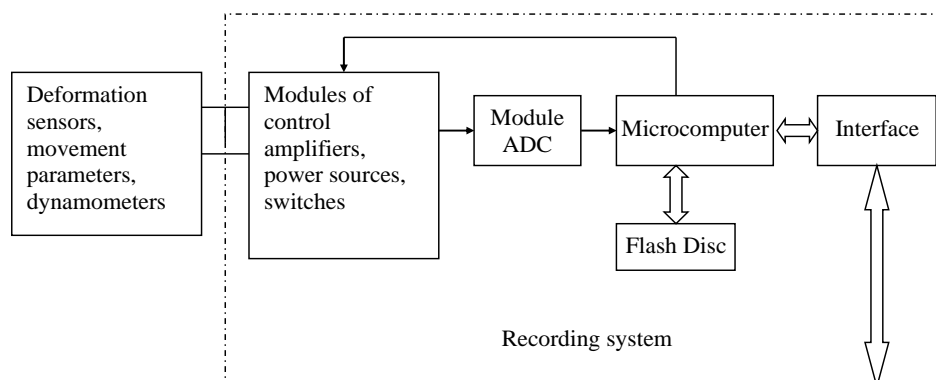 Deformation
sensors,
movement
parameters,
dynamometers
Modules of
control
amplifiers,
power sources,
switches
Module
ADC
Microcomputer
Interface
Flash Disc
Recording system